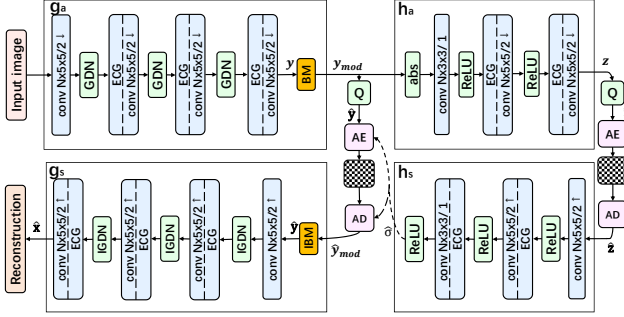 gₐ
hₐ
Input image
conv Nx5x5/2 ↓
GDN
ECG
conv Nx5x5/2 ↓
GDN
ECG
conv Nx5x5/2 ↓
GDN
ECG
conv Nx5x5/2 ↓
y
BM
y_mod
abs
conv Nx3x3/ 1
ReLU
ECG
conv Nx5x5/2 ↓
ReLU
ECG
conv Nx5x5/2 ↓
z
Q
ŷ
AE
AD
Q
AE
AD
gₛ
hₛ
Reconstruction
x̂
conv Nx5x5/2 ↑
ECG
IGDN
conv Nx5x5/2 ↑
ECG
IGDN
conv Nx5x5/2 ↑
ECG
IGDN
conv Nx5x5/2 ↑
IBM
ŷ
ŷ_mod
σ̂
ReLU
conv Nx3x3/ 1
ECG
ReLU
conv Nx5x5/2 ↑
ECG
ReLU
conv Nx5x5/2 ↑
ẑ